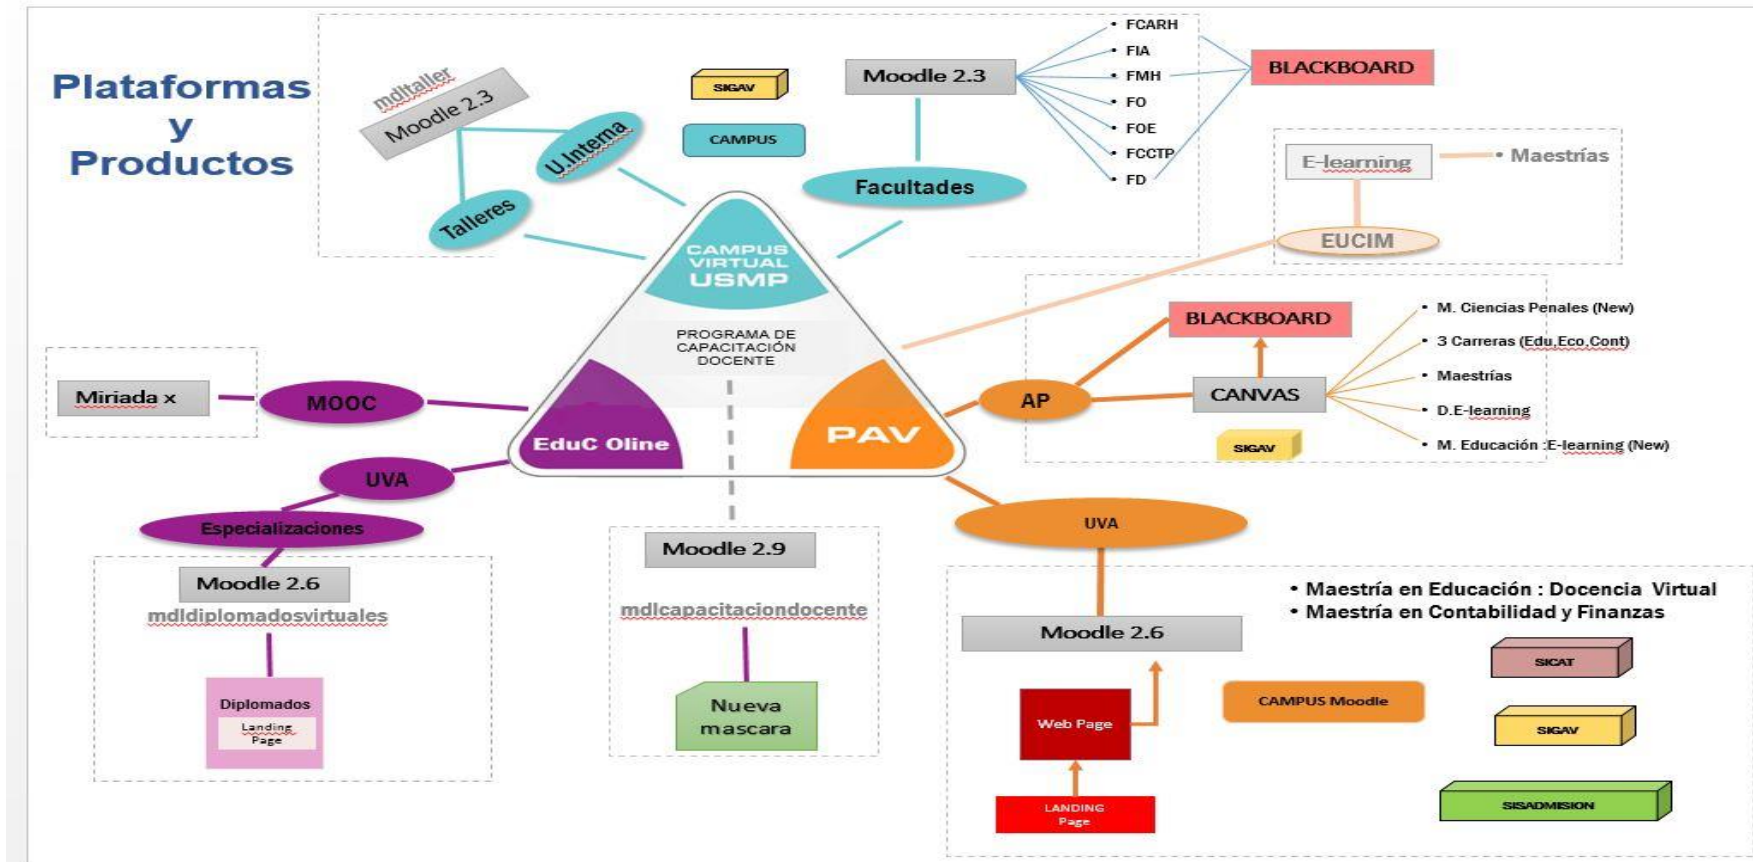 Plataformas
y
Productos
mdltaller
Moodle 2.3
U.Interna
Talleres
SIGAV
CAMPUS
Moodle 2.3
Facultades
• FCARH
• FIA
• FMH
• FO
• FOE
• FCCTP
• FD
BLACKBOARD
E-learning
• Maestrías
EUCIM
CAMPUS
VIRTUAL
USMP
PROGRAMA DE
CAPACITACIÓN
DOCENTE
EduC Oline
PAV
Miriada x
MOOC
UVA
Especializaciones
Moodle 2.6
mdldiplomadosvirtuales
Diplomados
Landing
Page
Moodle 2.9
mdlcapacitaciondocente
Nueva
mascara
AP
BLACKBOARD
CANVAS
SIGAV
• M. Ciencias Penales (New)
• 3 Carreras (Edu,Eco,Cont)
• Maestrías
• D.E-learning
• M. Educación :E-learning (New)
UVA
Moodle 2.6
• Maestría en Educación : Docencia Virtual
• Maestría en Contabilidad y Finanzas
Web Page
LANDING
Page
CAMPUS Moodle
SICAT
SIGAV
SISADMISION